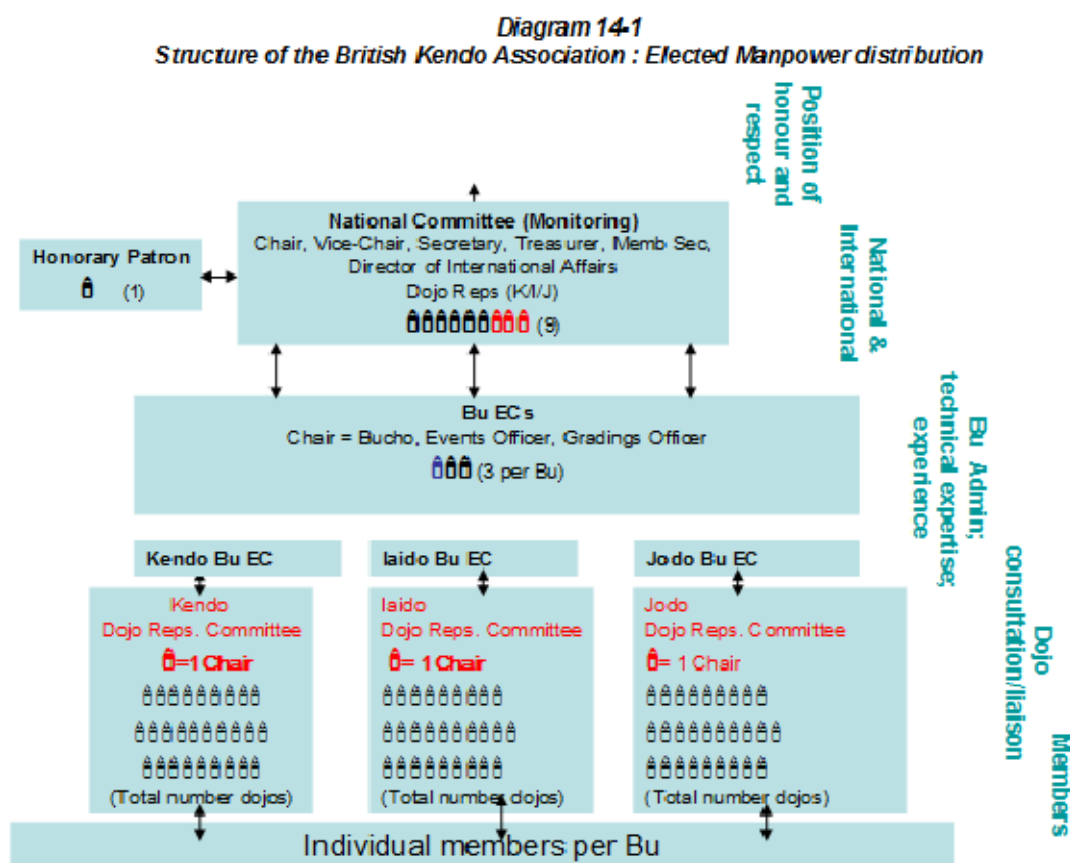 Diagram 14-1
Structure of the British Kendo Association : Elected Manpower distribution
Position of
honour and
respect
National Committee (Monitoring)
Chair, Vice-Chair, Secretary, Treasurer, Memb Sec,
Director of International Affairs
Dojo Reps (K/I/J)
(9)
Honorary Patron
(1)
National &
International
Bu ECs
Chair = Bucho, Events Officer, Gradings Officer
(3 per Bu)
Bu Admin;
technical expertise;
experience
Kendo Bu EC
Iaido Bu EC
Jodo Bu EC
Kendo
Dojo Reps. Committee
=1 Chair
(Total number dojos)
Iaido
Dojo Reps. Committee
= 1 Chair
(Total number dojos)
Jodo
Dojo Reps. Committee
= 1 Chair
(Total number dojos)
Dojo
consultation/liaison
Members
Individual members per Bu